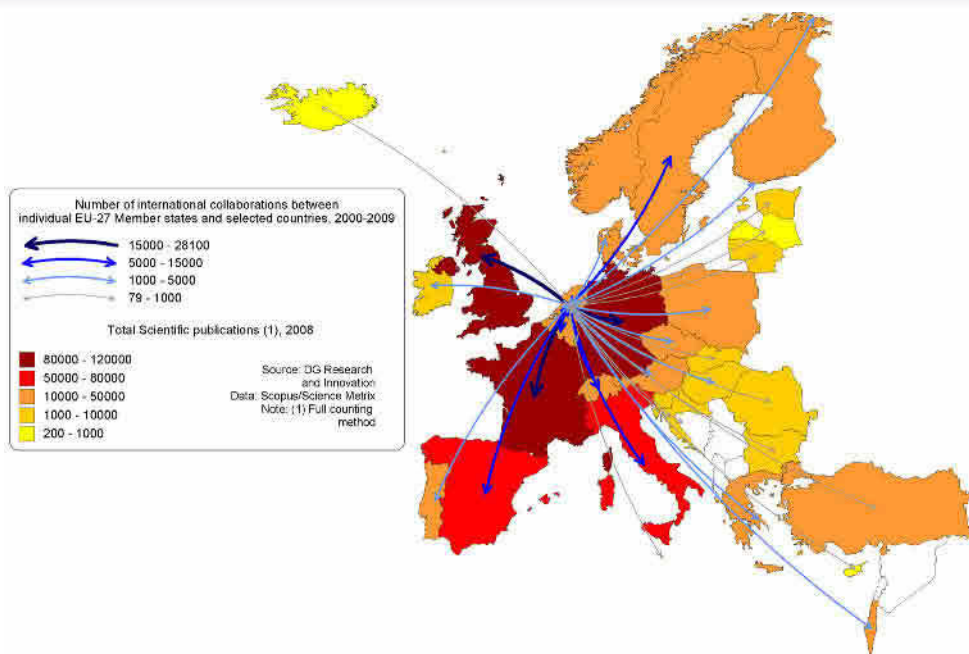 Number of international collaborations between
individual EU-27 Member states and selected countries, 2000-2009
15000 - 28100
5000 - 15000
1000 - 5000
79 - 1000
Total Scientific publications (1), 2008
80000 - 120000
50000 - 80000
10000 - 50000
1000 - 10000
200 - 1000
Source: DG Research
and Innovation
Data: Scopus/Science Metrix
Note: (1) Full counting
method